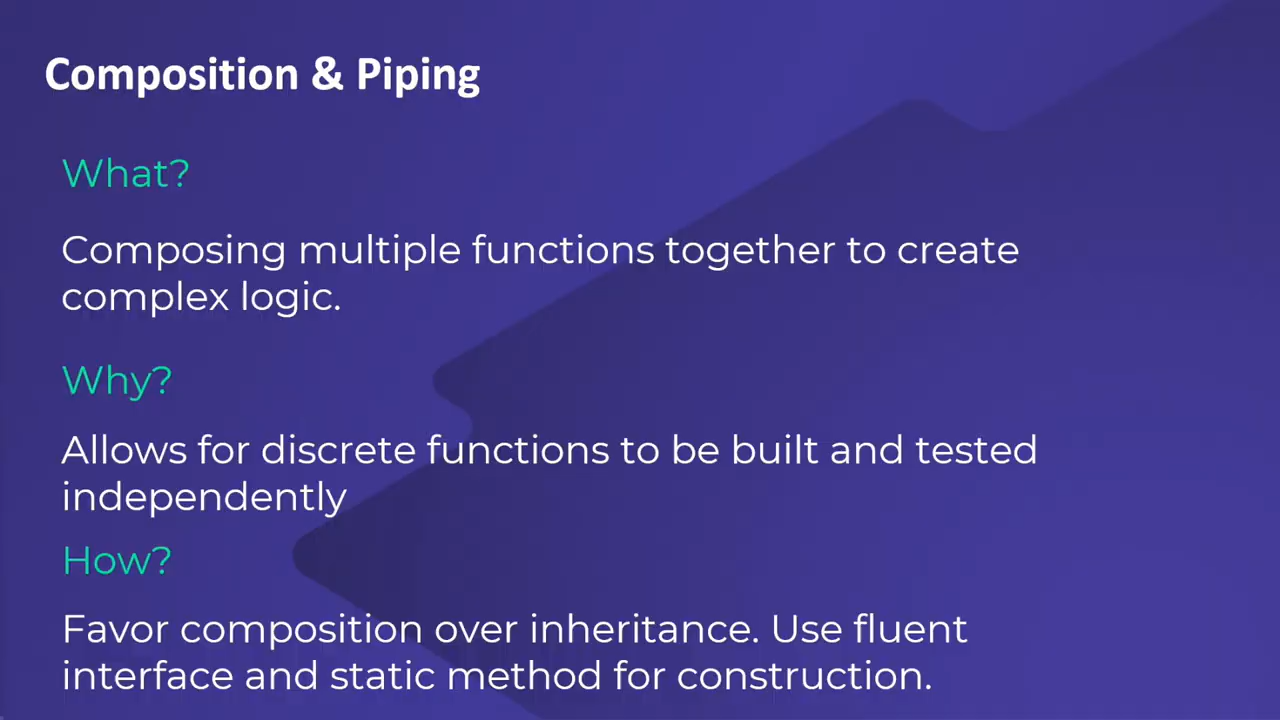 Composition & Piping
What?
Composing multiple functions together to create
complex logic.
Why?
Allows for discrete functions to be built and tested
independently
How?
Favor composition over inheritance. Use fluent
interface and static method for construction.